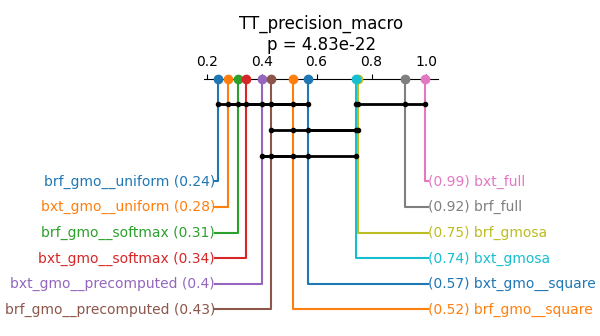 TT_precision_macro
p = 4.83e-22
0.2 0.4 0.6 0.8 1.0
brf_gmo__uniform (0.24) (0.99) bxt_full
bxt_gmo__uniform (0.28) (0.92) brf_full
brf_gmo__softmax (0.31) (0.75) brf_gmosa
bxt_gmo__softmax (0.34) (0.74) bxt_gmosa
bxt_gmo__precomputed (0.4) (0.57) bxt_gmo__square
brf_gmo__precomputed (0.43) (0.52) brf_gmo__square